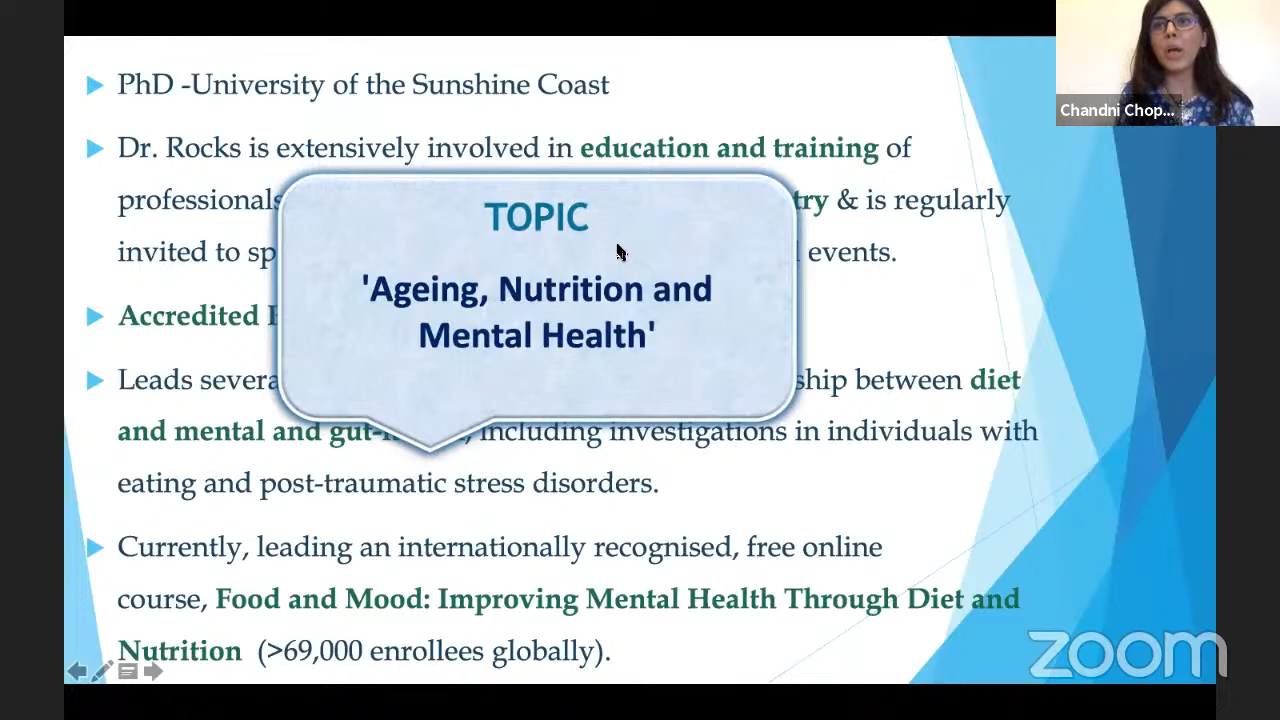 PhD -University of the Sunshine Coast
Dr. Rocks is extensively involved in education and training of
professionals & is regularly
invited to events.
Accredited
Leads ship between diet
and mental and including investigations in individuals with
eating and post-traumatic stress disorders.
Currently, leading an internationally recognised, free online
course, Food and Mood: Improving Mental Health Through Diet and
Nutrition (>69,000 enrollees globally).
TOPIC
'Ageing, Nutrition and
Mental Health'
Chandni Chop...
zoom